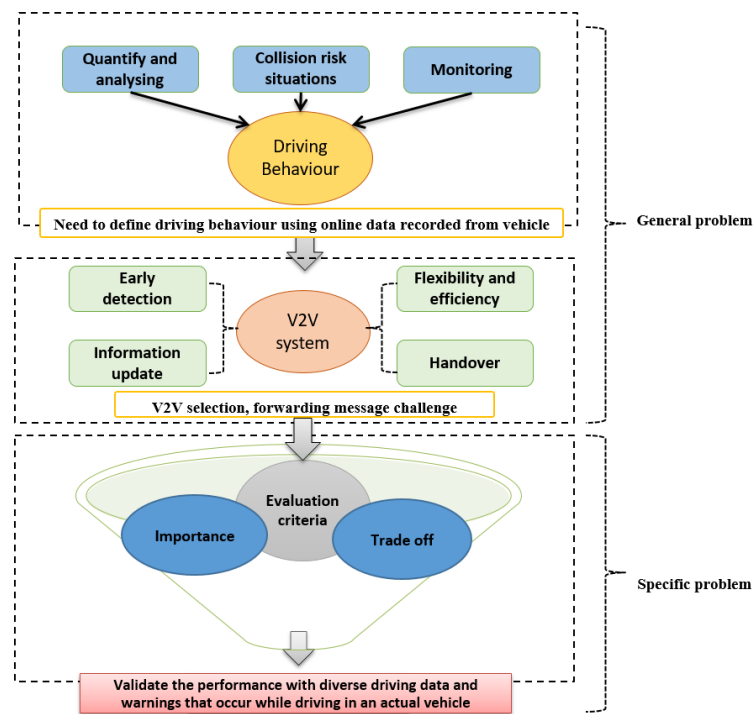 Quantify and
analysing
Collision risk
situations
Monitoring
Driving
Behaviour
Need to define driving behaviour using online data recorded from vehicle
General problem
Early
detection
Flexibility and
efficiency
V2V
system
Information
update
Handover
V2V selection, forwarding message challenge
Evaluation
criteria
Importance
Trade off
Specific problem
Validate the performance with diverse driving data and
warnings that occur while driving in an actual vehicle